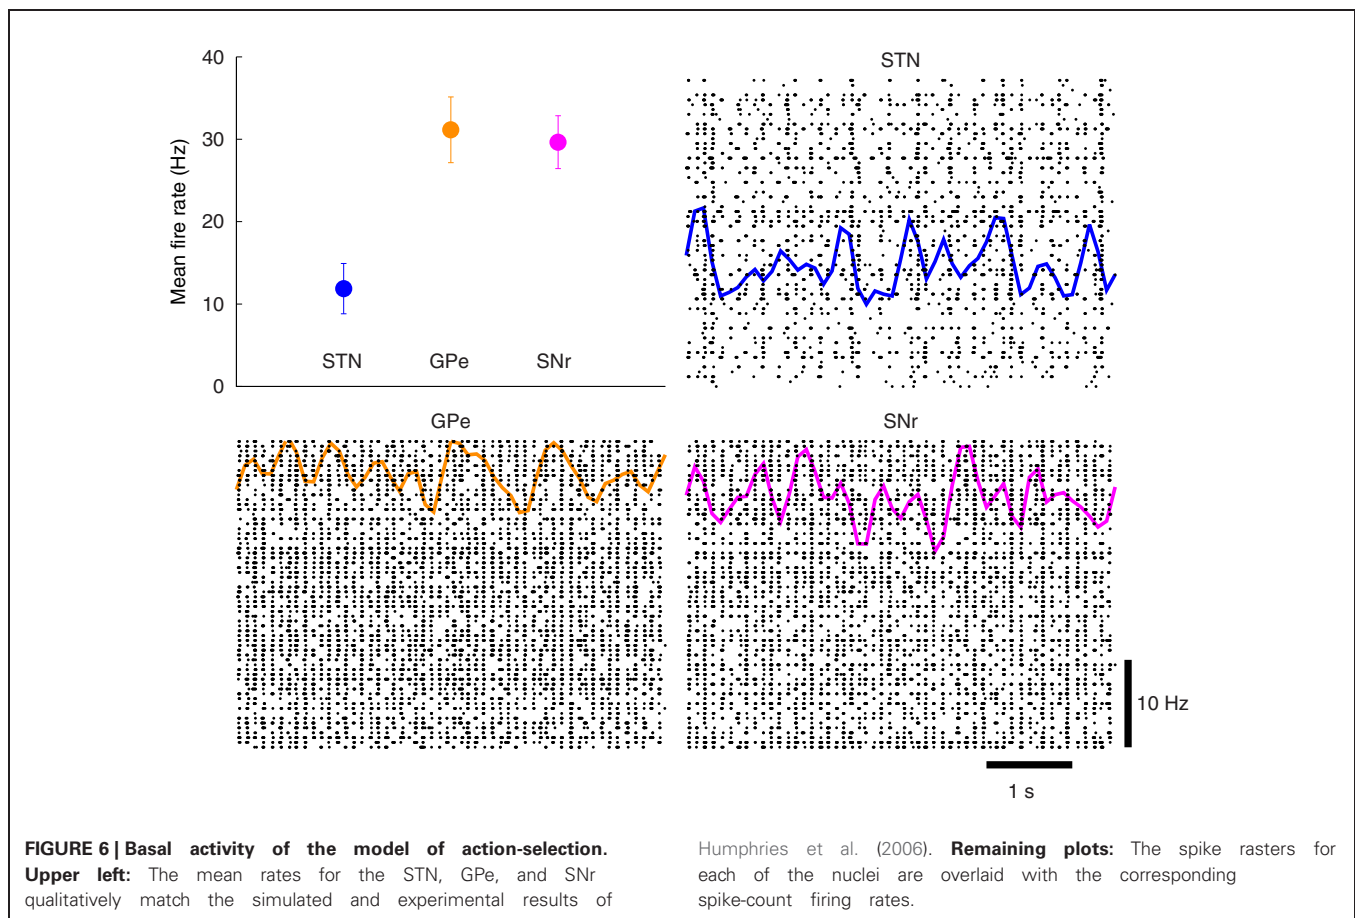 40
30
20
10
0
Mean fire rate (Hz)
STN
GPe
SNr
STN
GPe
SNr
10 Hz
1 s
FIGURE 6 | Basal activity of the model of action-selection.
Upper left: The mean rates for the STN, GPe, and SNr
qualitatively match the simulated and experimental results of
Humphries et al. (2006). Remaining plots: The spike rasters for
each of the nuclei are overlaid with the corresponding
spike-count firing rates.